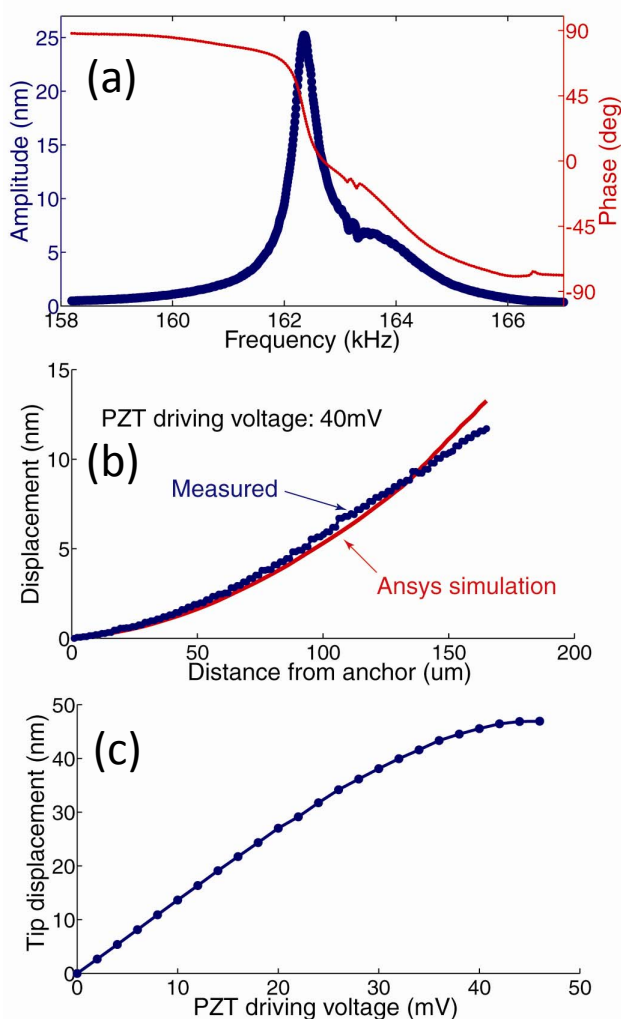 (a)
Amplitude (nm)
25
20
15
10
5
0
90
45
0
-45
-90
Phase (deg)
158 160 162 164 166
Frequency (kHz)
(b)
PZT driving voltage: 40mV
Measured
Ansys simulation
Displacement (nm)
15
10
5
0
0 50 100 150 200
Distance from anchor (um)
(c)
Tip displacement (nm)
50
40
30
20
10
0
0 10 20 30 40 50
PZT driving voltage (mV)